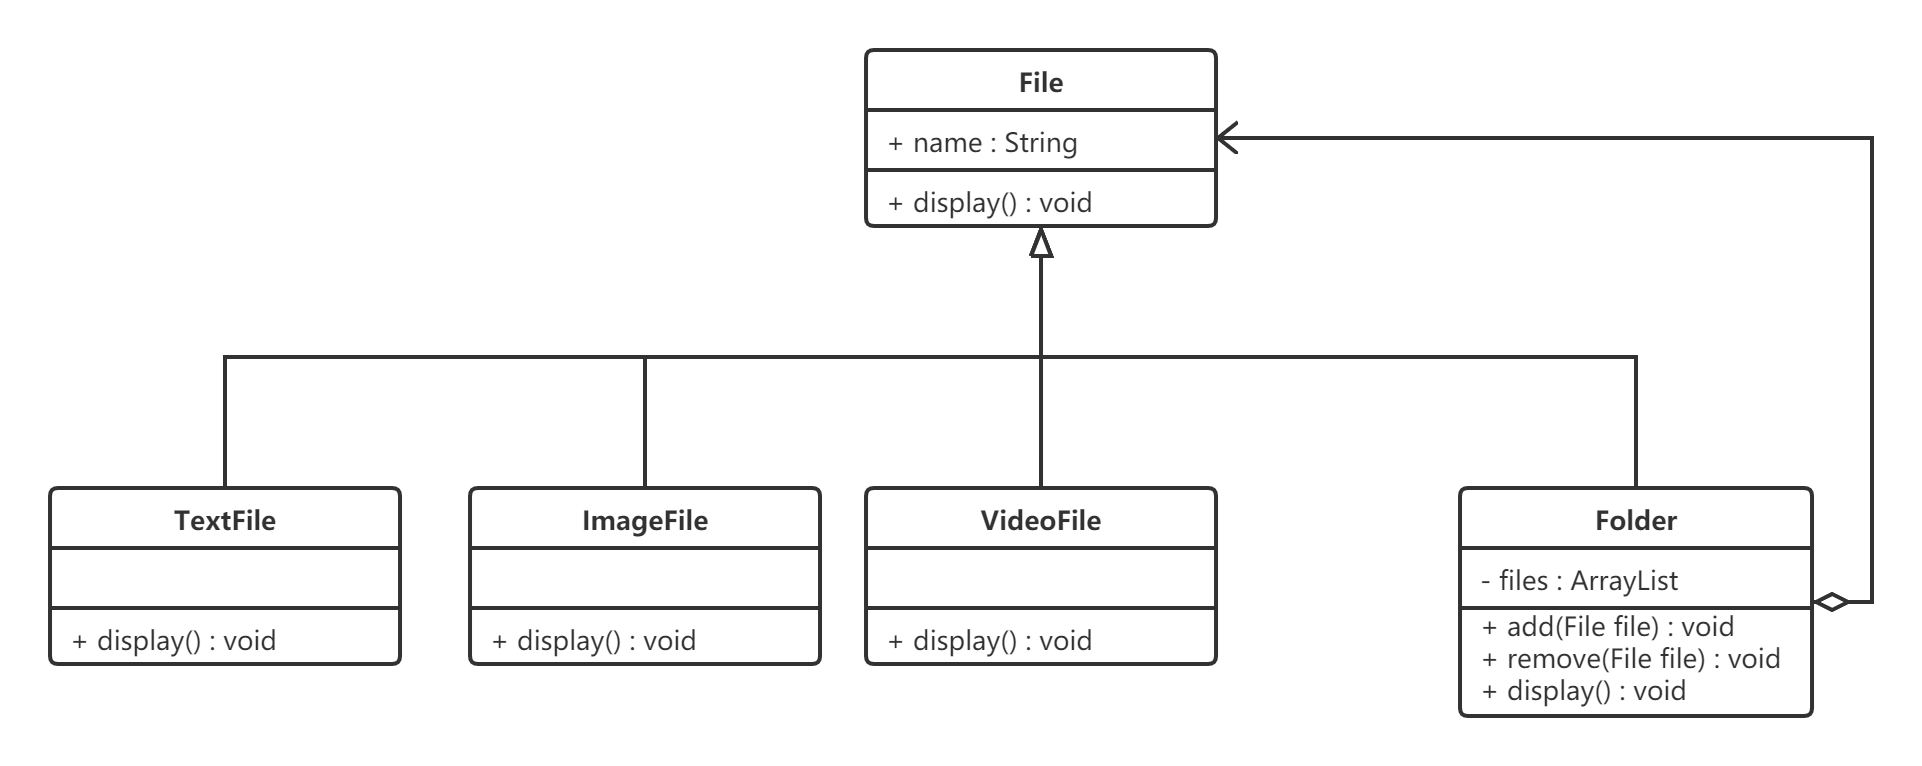 File
+ name : String
+ display() : void
TextFile
+ display() : void
ImageFile
+ display() : void
VideoFile
+ display() : void
Folder
- files : ArrayList
+ add(File file) : void
+ remove(File file) : void
+ display() : void